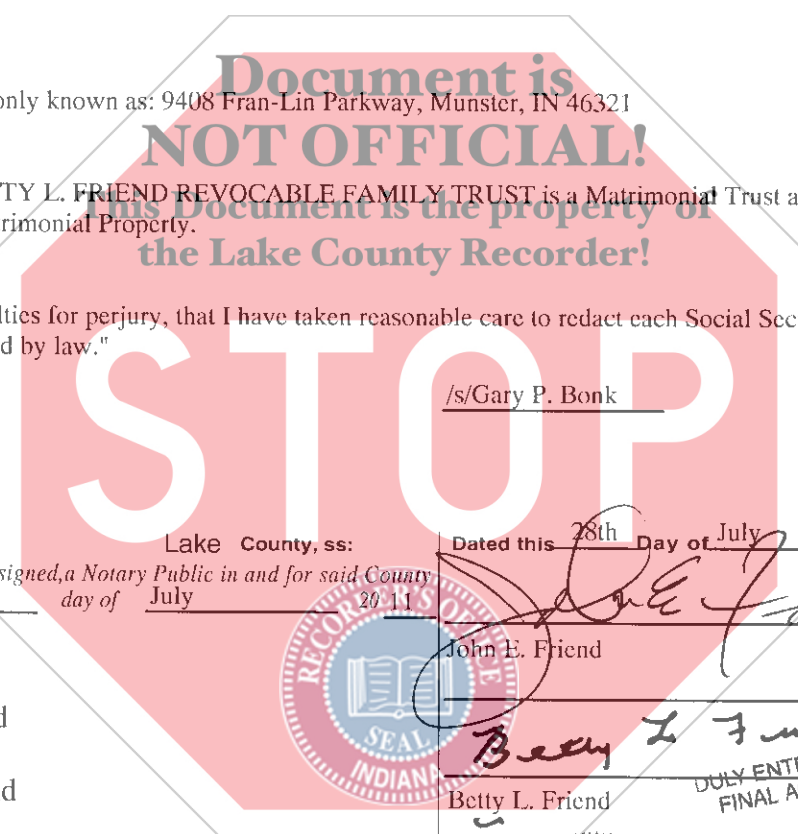 Document is
only known as: 9408 Fran-Lin Parkway, Munster, IN 46321
NOT OFFICIAL!
TY L. FRIEND REVOCABLE FAMILY TRUST is a Matrimonial Trust a
This Document is the property of
rimonial Property.
the Lake County Recorder!
lties for perjury, that I have taken reasonable care to redact each Social Sec
d by law."
STOP
/s/Gary P. Bonk
Lake County, ss:
Dated this 28th Day of July
signed, a Notary Public in and for said County
day of July 20 11
RECORDER'S OFFICE
SEAL
INDIANA
John E. Friend
d
Betty L
DULY ENTE
FINAL A
d
Betty L. Friend